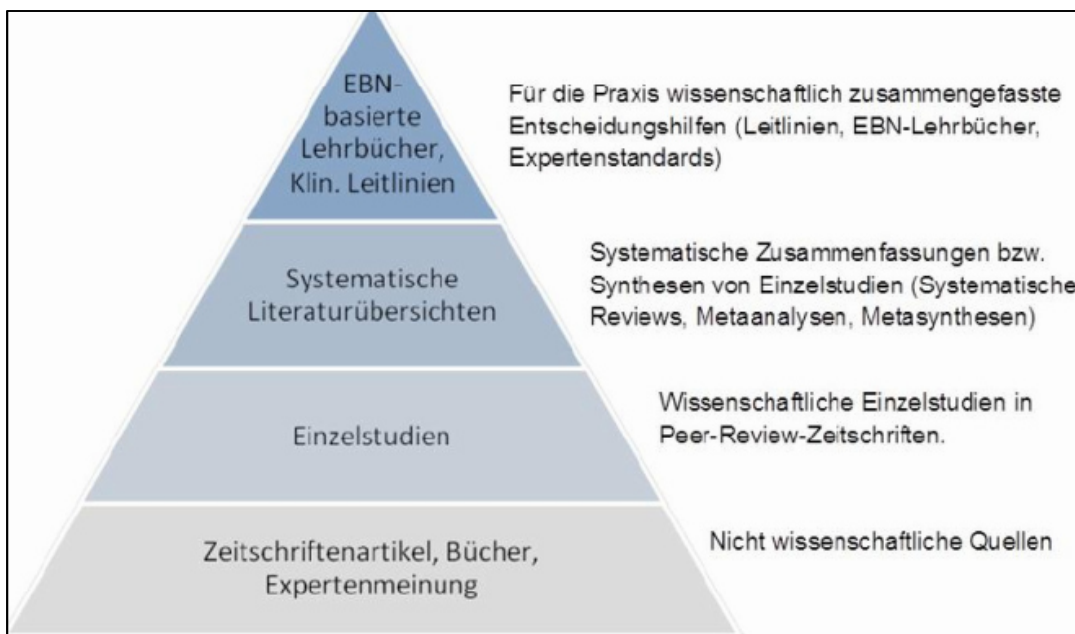 EBN-
basierte
Lehrbücher,
Klin. Leitlinien
Für die Praxis wissenschaftlich zusammengefasste
Entscheidungshilfen (Leitlinien, EBN-Lehrbücher,
Expertenstandards)
Systematische
Literaturübersichten
Systematische Zusammenfassungen bzw.
Synthesen von Einzelstudien (Systematische
Reviews, Metaanalysen, Metasynthesen)
Einzelstudien
Wissenschaftliche Einzelstudien in
Peer-Review-Zeitschriften.
Zeitschriftenartikel, Bücher,
Expertenmeinung
Nicht wissenschaftliche Quellen